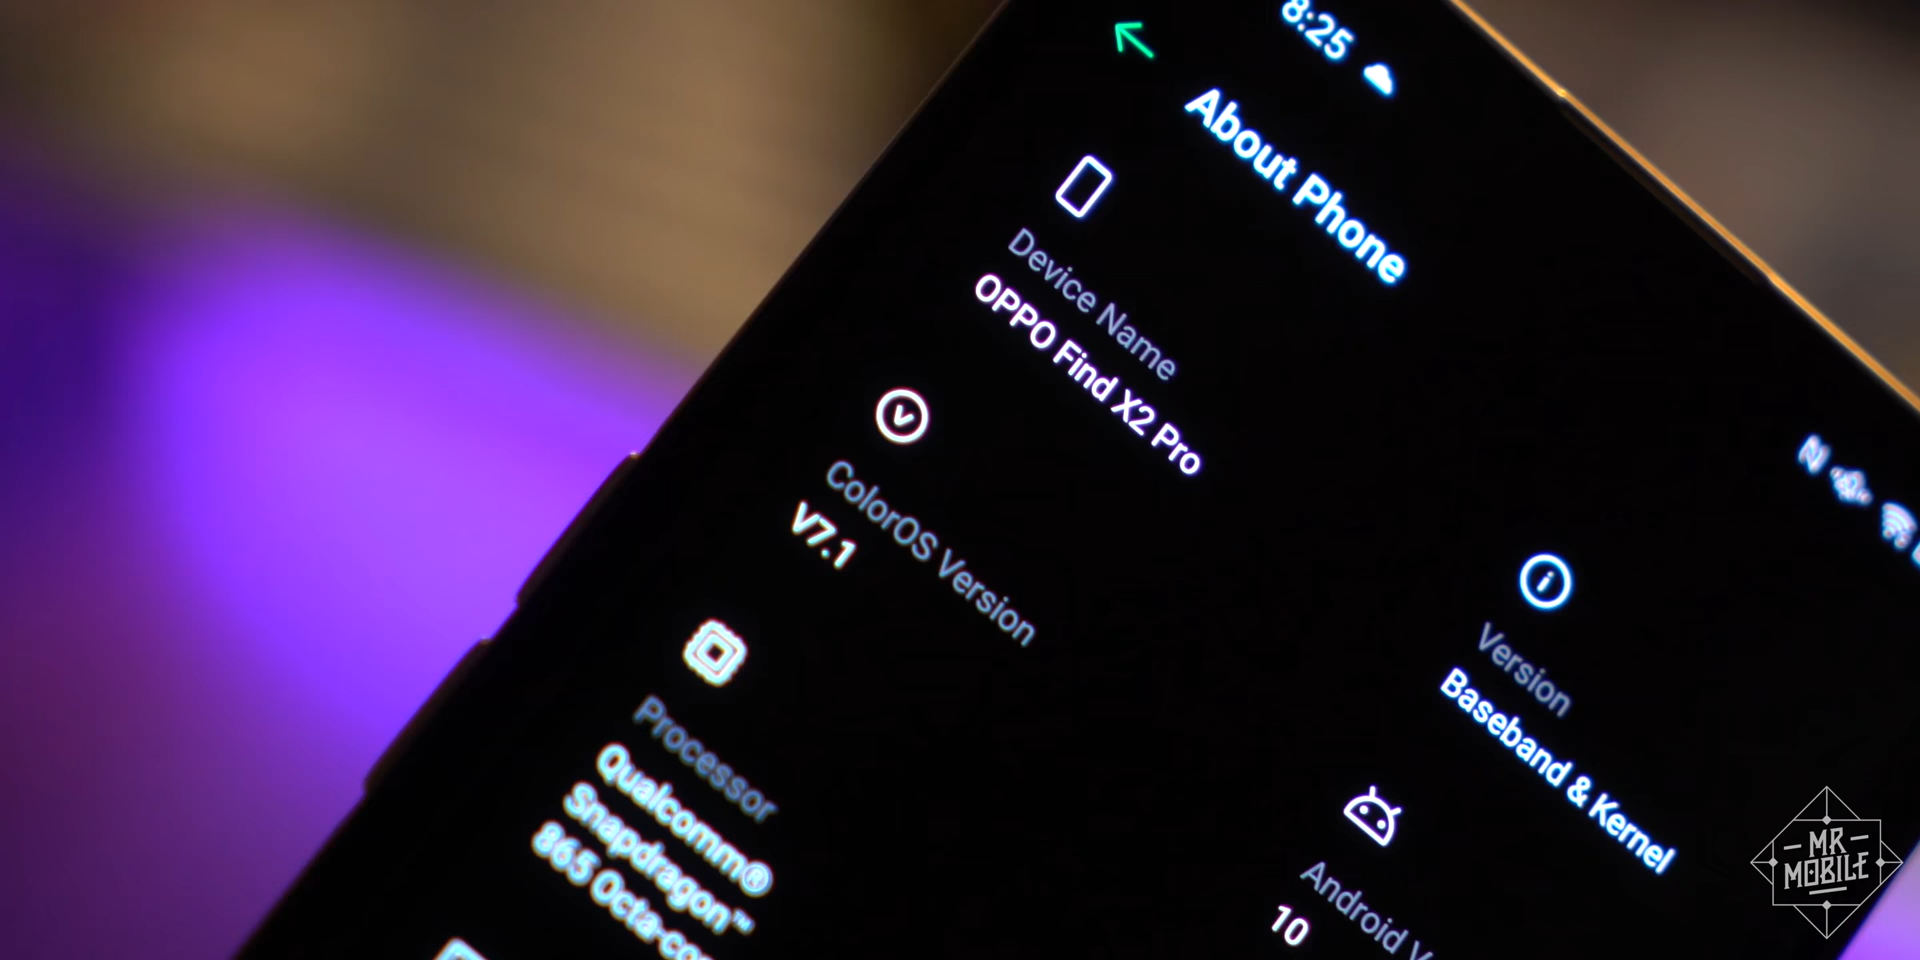 8:25
About Phone
Device Name
OPPO Find X2 Pro
ColorOS Version
V7.1
Version
Baseband & Kernel
Processor
Qualcomm®
Snapdragon™
865
Android
10
MR
MOBILE